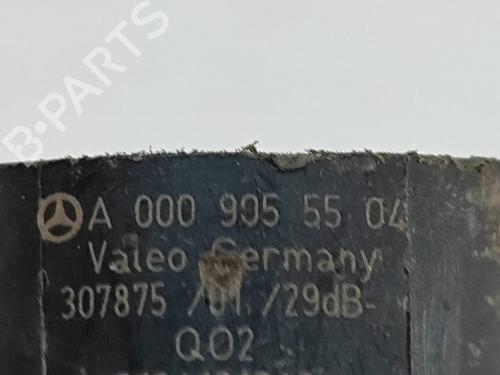 B-PARTS
A 000 905 55 04
Valeo Germany
307875 /01 /29dB-
Q02